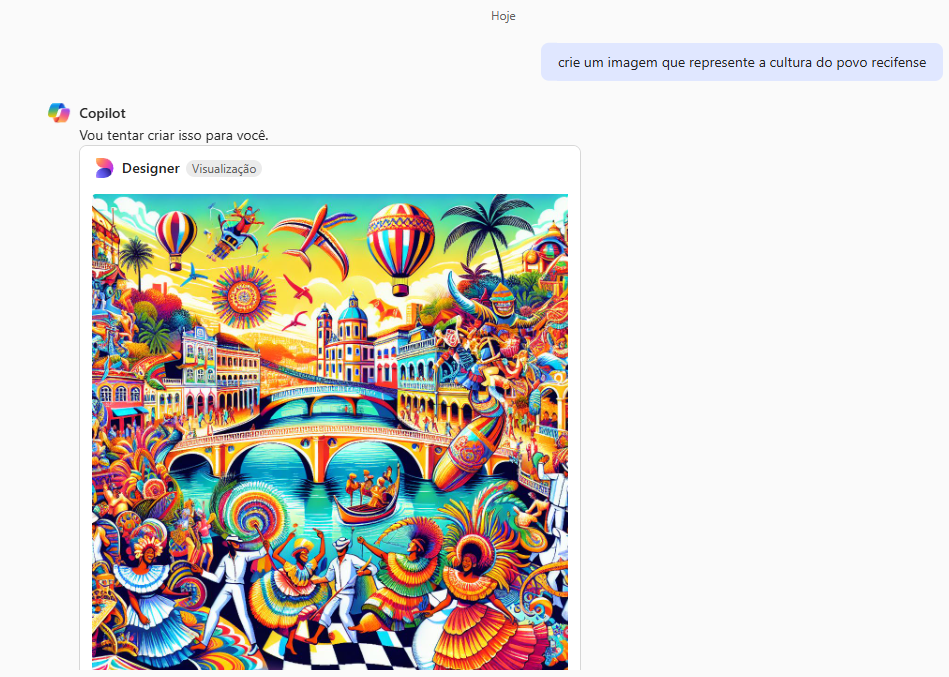 Hoje
crie um imagem que represente a cultura do povo recifense
Copilot
Vou tentar criar isso para você.
Designer Visualização